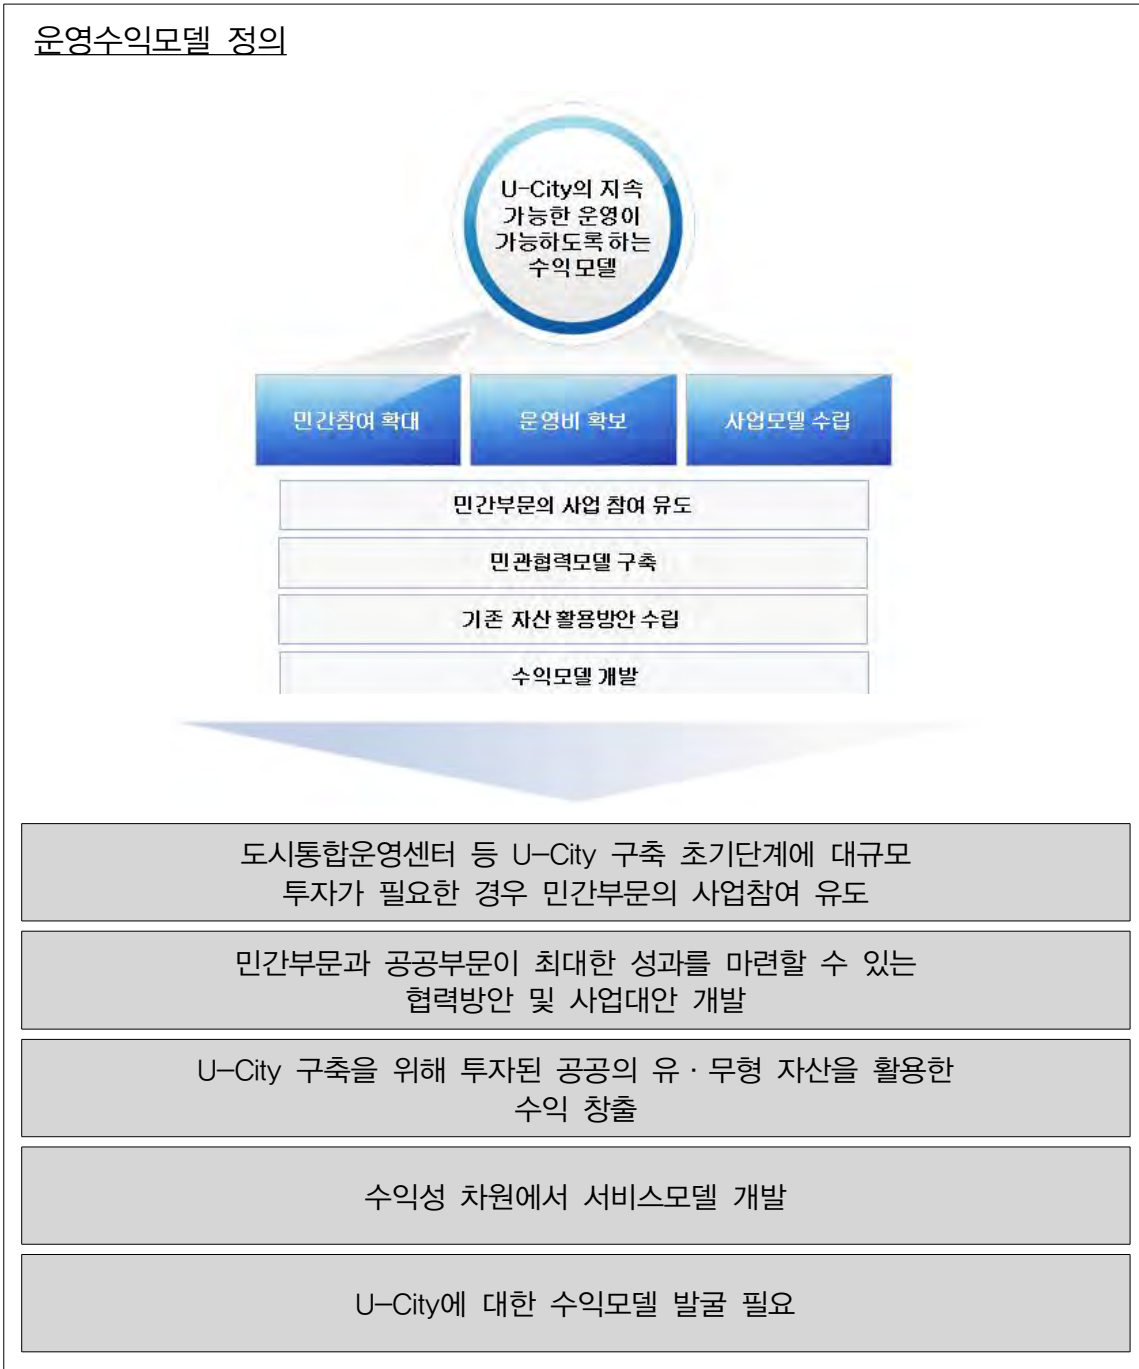 운영수익모델 정의
U-City의 지속
가능한 운영이
가능하도록 하는
수익모델
민간참여 확대
운영비 확보
사업모델 수립
민간부문의 사업 참여 유도
민관협력모델 구축
기존 자산 활용방안 수립
수익모델 개발
도시통합운영센터 등 U-City 구축 초기단계에 대규모
투자가 필요한 경우 민간부문의 사업참여 유도
민간부문과 공공부문이 최대한 성과를 마련할 수 있는
협력방안 및 사업대안 개발
U-City 구축을 위해 투자된 공공의 유·무형 자산을 활용한
수익 창출
수익성 차원에서 서비스모델 개발
U-City에 대한 수익모델 발굴 필요